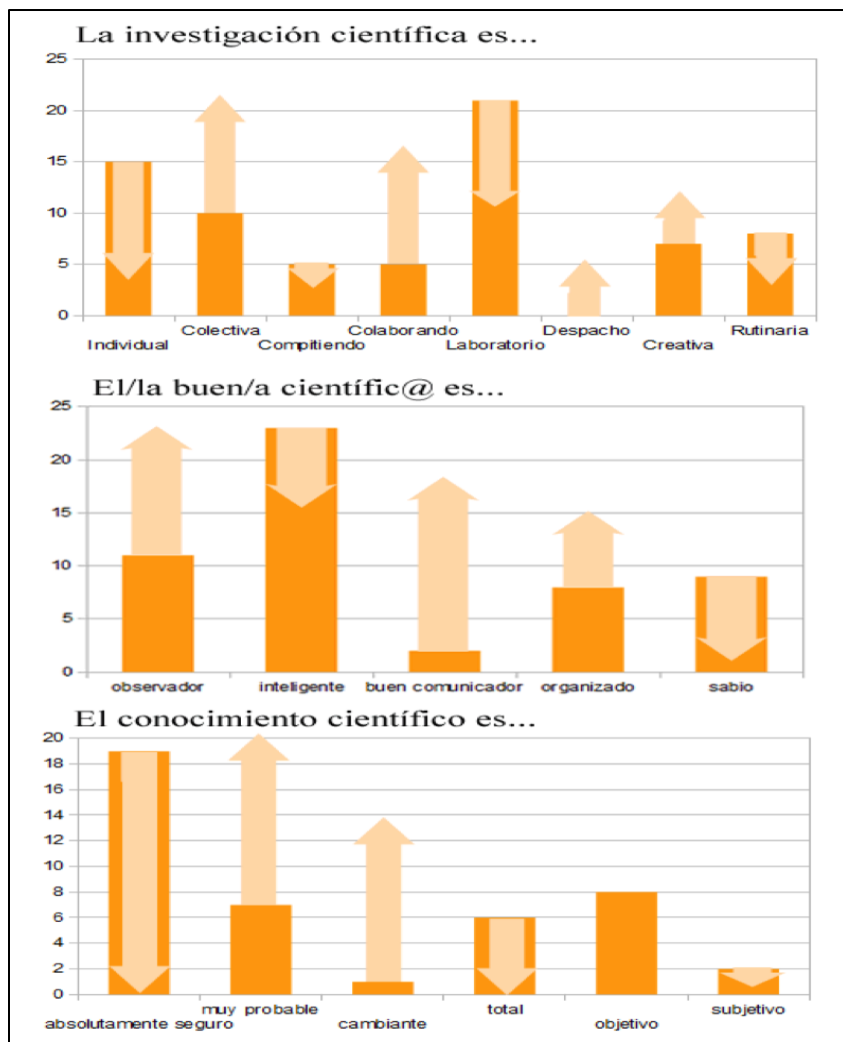 La investigación científica es...
25
20
15
10
5
0
Colectiva Colaborando Despacho Rutinaria
Individual Compitiendo Laboratorio Creativa
El/la buen/a científic@ es...
25
20
15
10
5
0
observador inteligente buen comunicador organizado sabio
El conocimiento científico es...
20
18
16
14
12
10
8
6
4
2
0
muy probable total subjetivo
absolutamente seguro cambiante objetivo